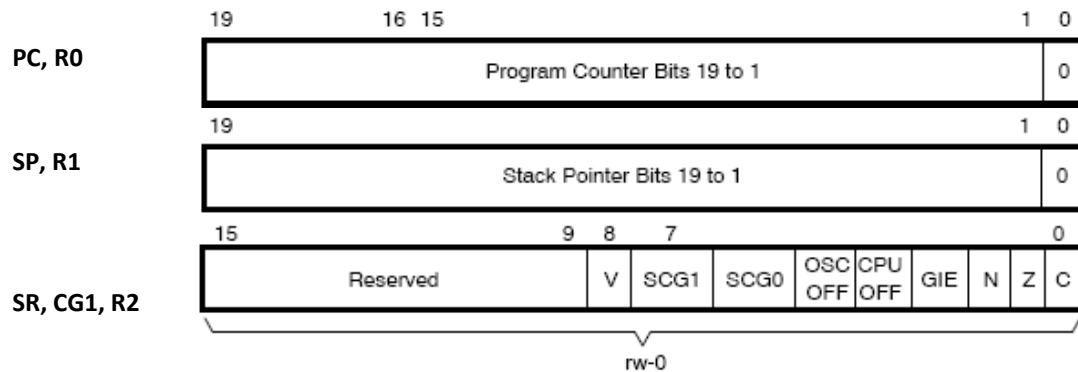 19 16 15 1 0
PC, R0
Program Counter Bits 19 to 1 0
19 1 0
SP, R1
Stack Pointer Bits 19 to 1 0
15 9 8 7 0
Reserved V SCG1 SCG0 OSC OFF CPU OFF GIE N Z C
SR, CG1, R2
rw-0